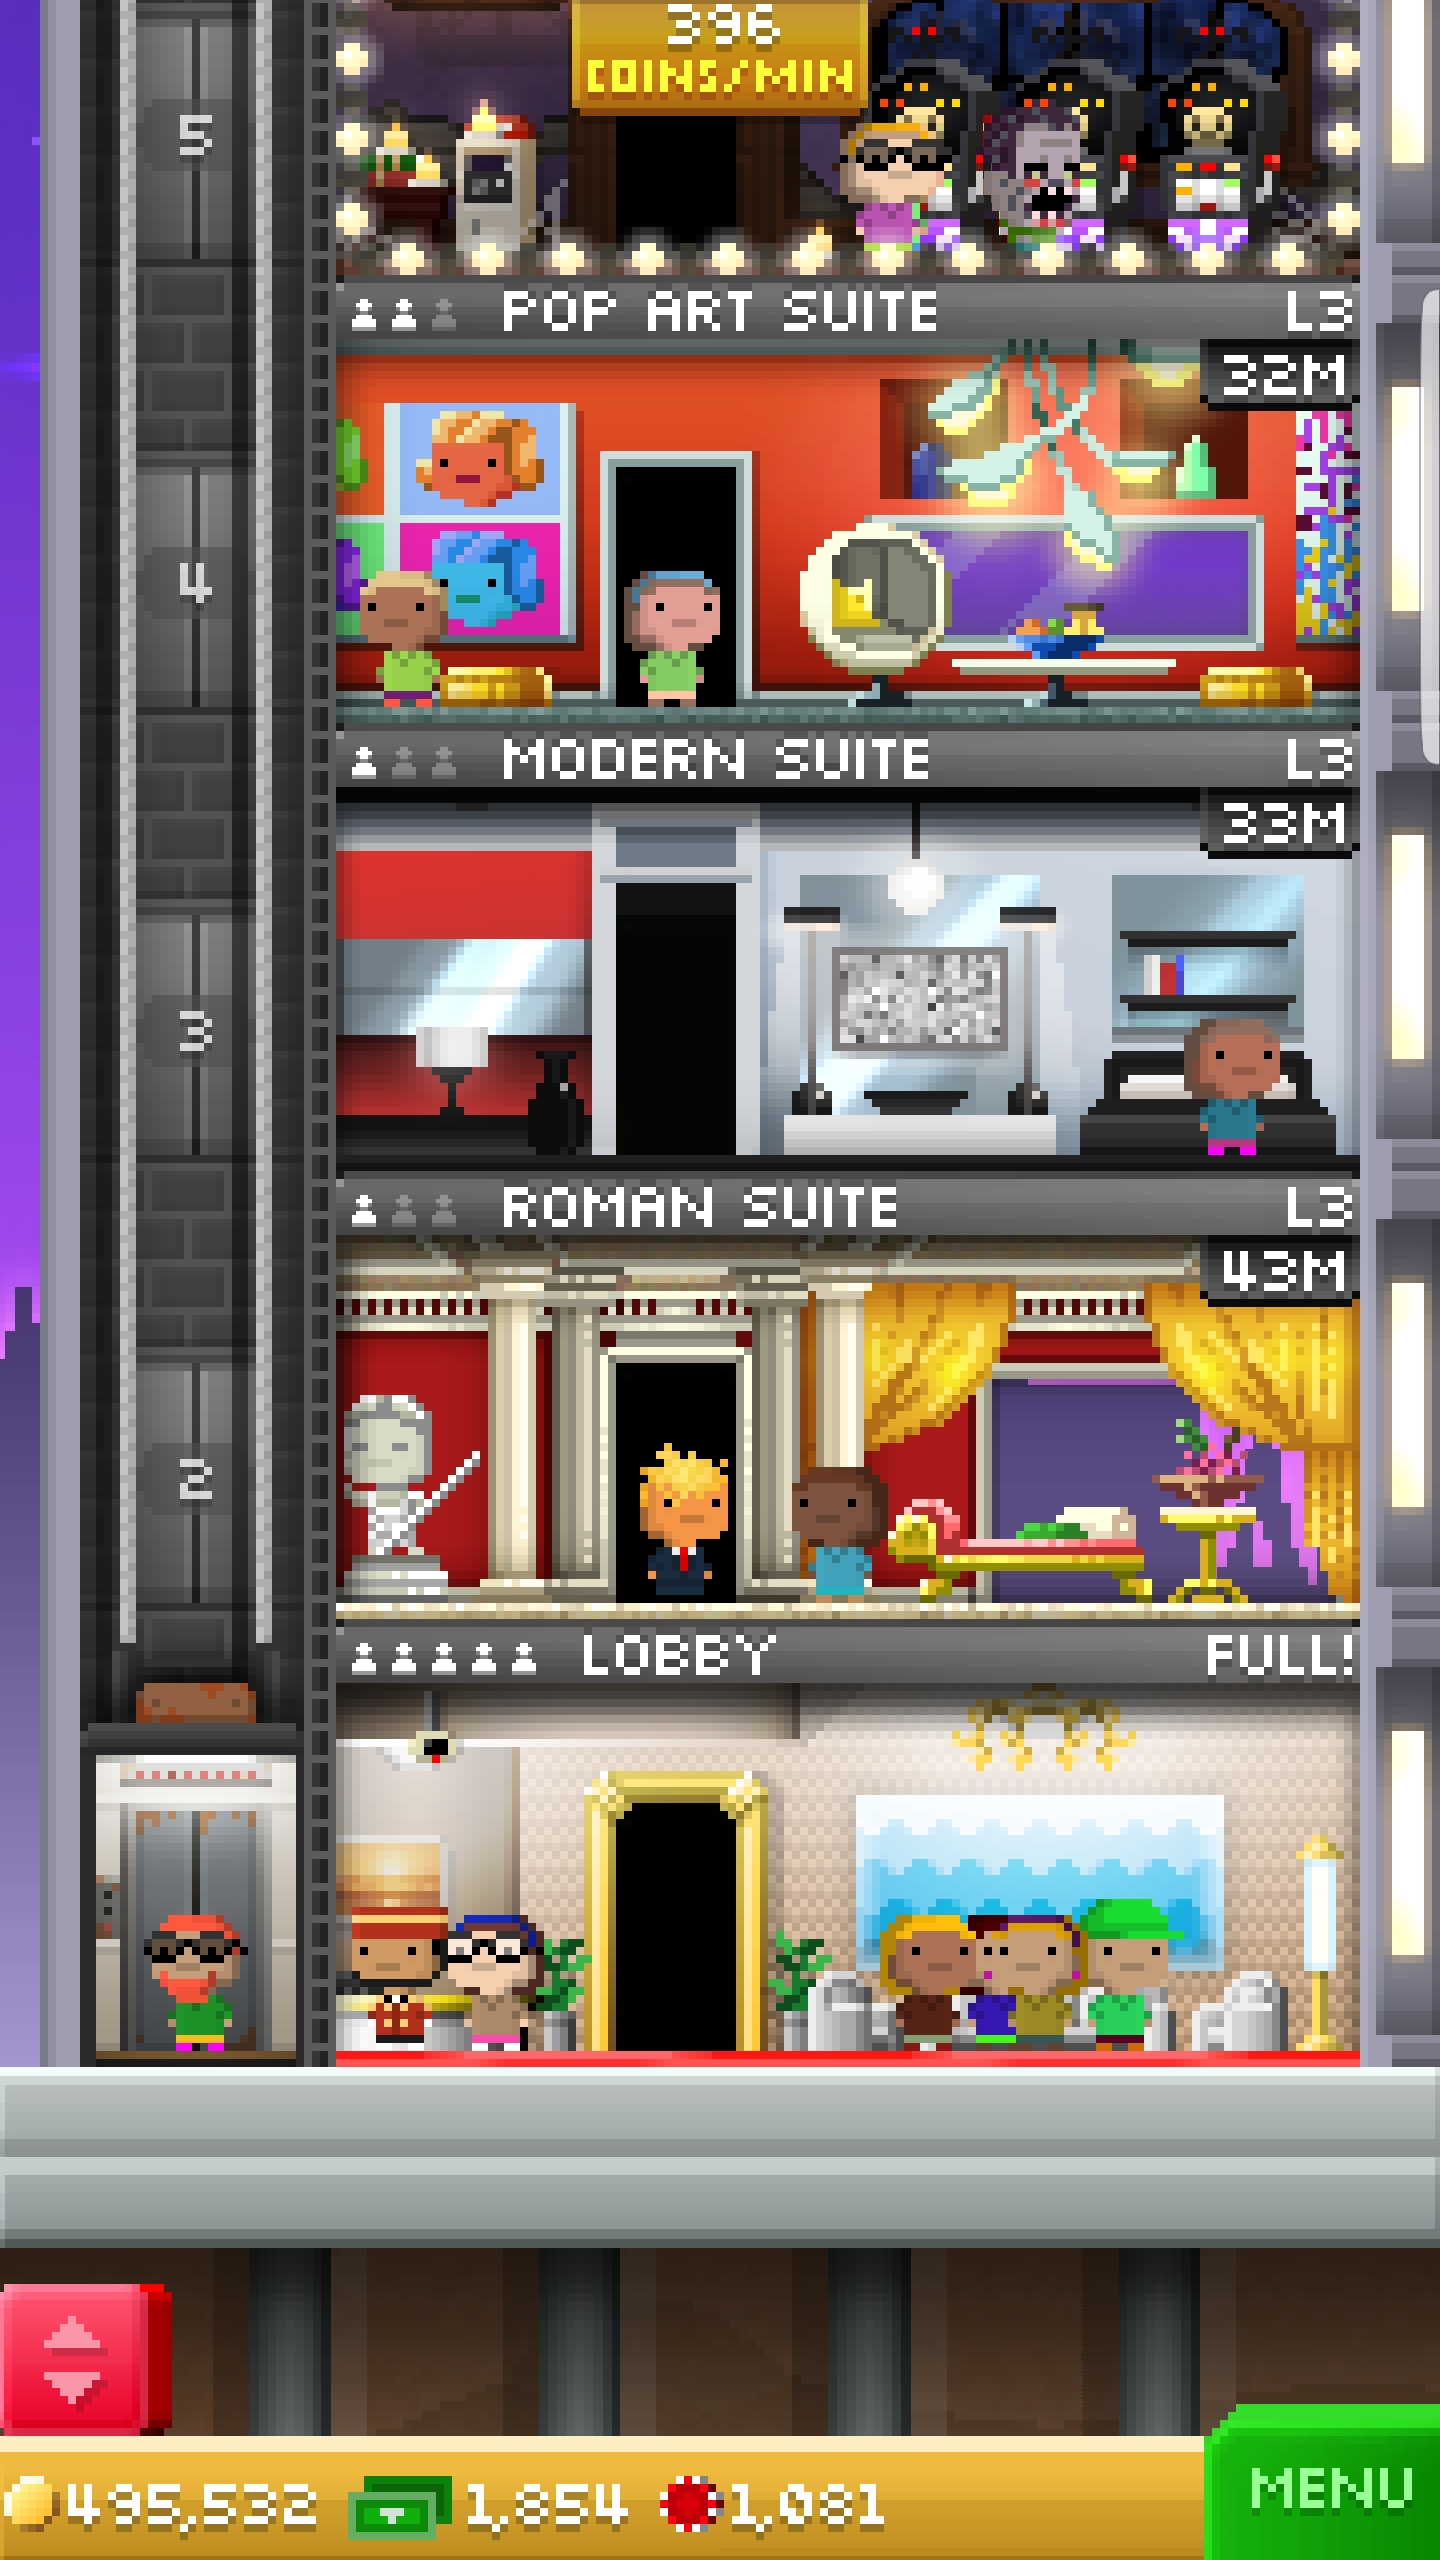 396
COINS/MIN
5
POP ART SUITE L3
32M
4
MODERN SUITE L3
33M
3
ROMAN SUITE L3
43M
2
LOBBY FULL!
495,532 1,854 1,081
MENU